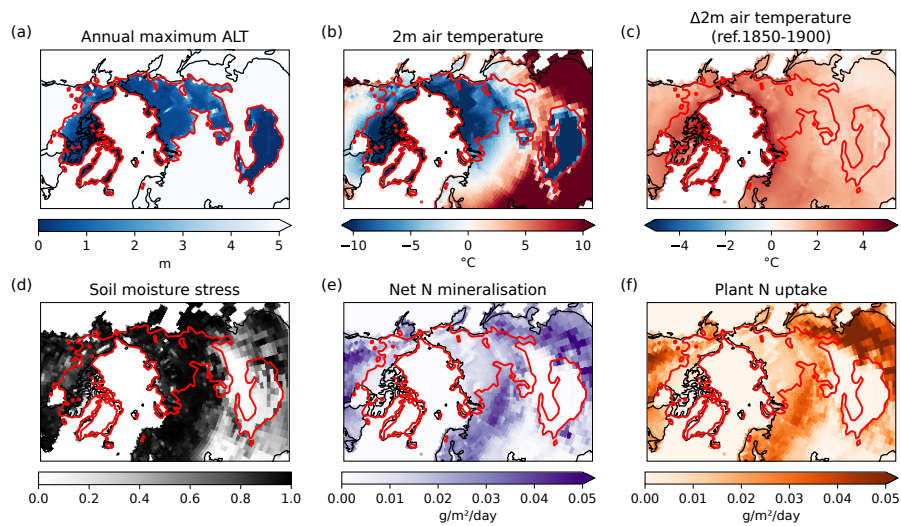 (a)
Annual maximum ALT
0 1 2 3 4 5
m
(b)
2m air temperature
−10 −5 0 5 10
°C
(c)
Δ2m air temperature
(ref.1850-1900)
−4 −2 0 2 4
°C
(d)
Soil moisture stress
0.0 0.2 0.4 0.6 0.8 1.0
(e)
Net N mineralisation
0.00 0.01 0.02 0.03 0.04 0.05
g/m²/day
(f)
Plant N uptake
0.00 0.01 0.02 0.03 0.04 0.05
g/m²/day